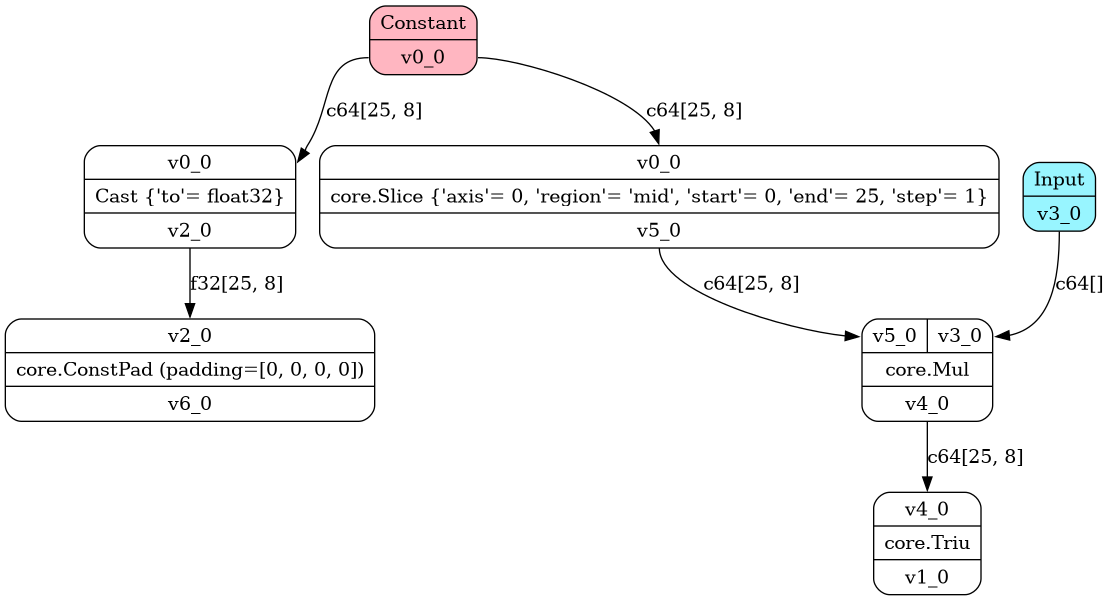 Constant
v0_0
c64[25, 8]
c64[25, 8]
v0_0
Cast {'to'= float32}
v2_0
v0_0
core.Slice {'axis'= 0, 'region'= 'mid', 'start'= 0, 'end'= 25, 'step'= 1}
v5_0
Input
v3_0
f32[25, 8]
c64[25, 8]
c64[]
v2_0
core.ConstPad (padding=[0, 0, 0, 0])
v6_0
v5_0 v3_0
core.Mul
v4_0
c64[25, 8]
v4_0
core.Triu
v1_0